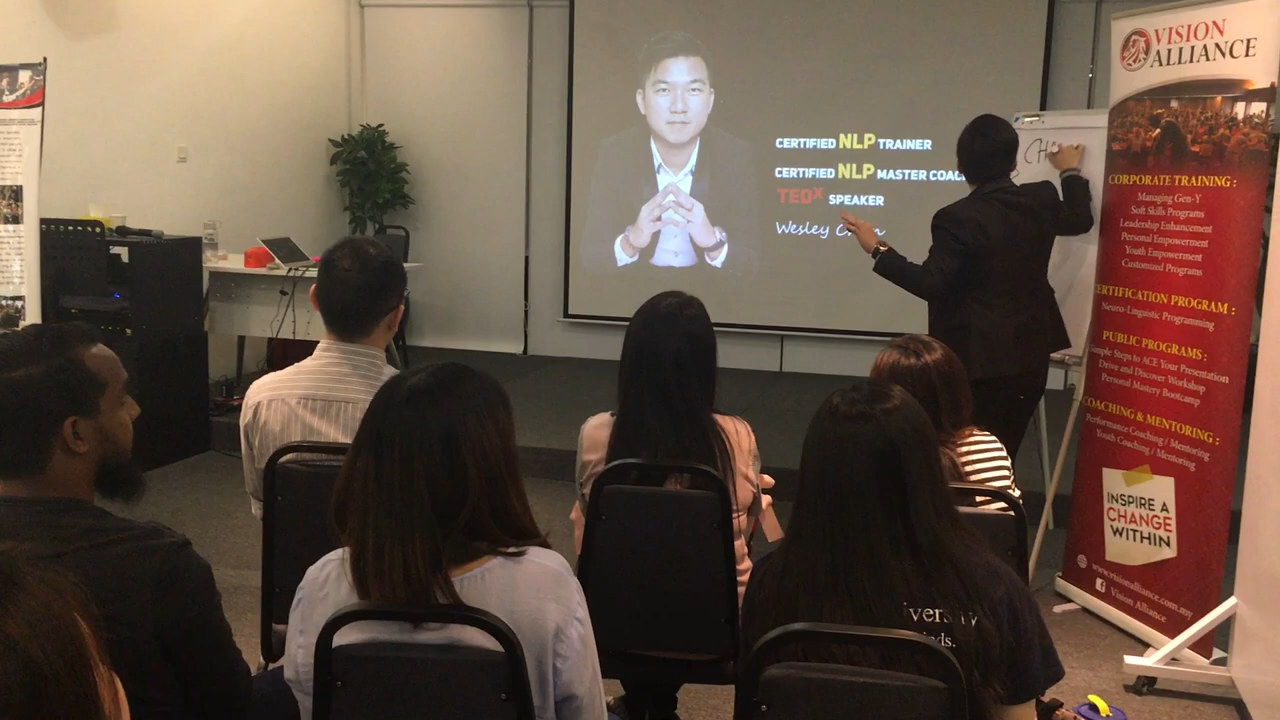 CERTIFIED NLP TRAINER
CERTIFIED NLP MASTER
TEDX SPEAKER
Wesley
VISION
ALLIANCE
CORPORATE TRAINING :
Managing Gen-Y
Soft Skills Programs
Leadership Enhancement
Personal Empowerment
Youth Empowerment
Customized Programs
ERTIFICATION PROGRAM :
Neuro-Linguistic Programming
PUBLIC PROGRAMS :
Simple Steps to ACE Your Presentation
Drive and Discover Workshop
Personal Mastery Bootcamp
COACHING & MENTORING :
Performance Coaching / Mentoring
Youth Coaching / Mentoring
INSPIRE A
CHANGE
WITHIN
www.visionalliance.com.my
Vision Alliance